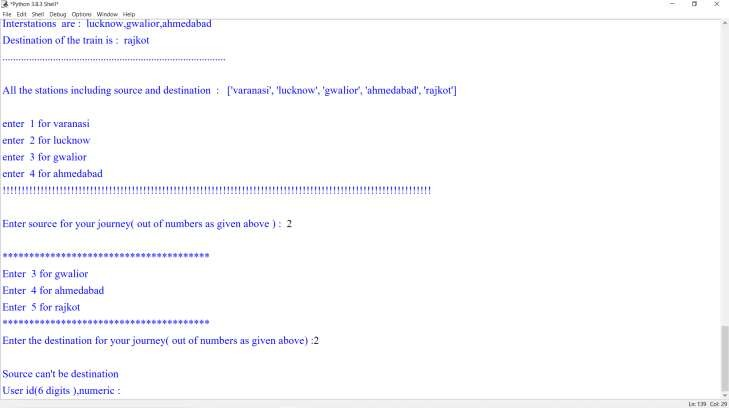 *Python 3.8.3 Shell*
File Edit Shell Debug Options Window Help
Interstations are : lucknow,gwalior,ahmedabad
Destination of the train is : rajkot
....................................................................................
All the stations including source and destination : ['varanasi', 'lucknow', 'gwalior', 'ahmedabad', 'rajkot']
enter 1 for varanasi
enter 2 for lucknow
enter 3 for gwalior
enter 4 for ahmedabad
!!!!!!!!!!!!!!!!!!!!!!!!!!!!!!!!!!!!!!!!!!!!!!!!!!!!!!!!!!!!!!!!!!!!!!!!!!!!!!!!!!!!!!!!!!!!!!!!!!!!!!!!!!!!!!!!
Enter source for your journey( out of numbers as given above ) : 2
****************************************
Enter 3 for gwalior
Enter 4 for ahmedabad
Enter 5 for rajkot
****************************************
Enter the destination for your journey( out of numbers as given above) :2
Source can't be destination
User id(6 digits ),numeric :
Ln: 139 Col: 29